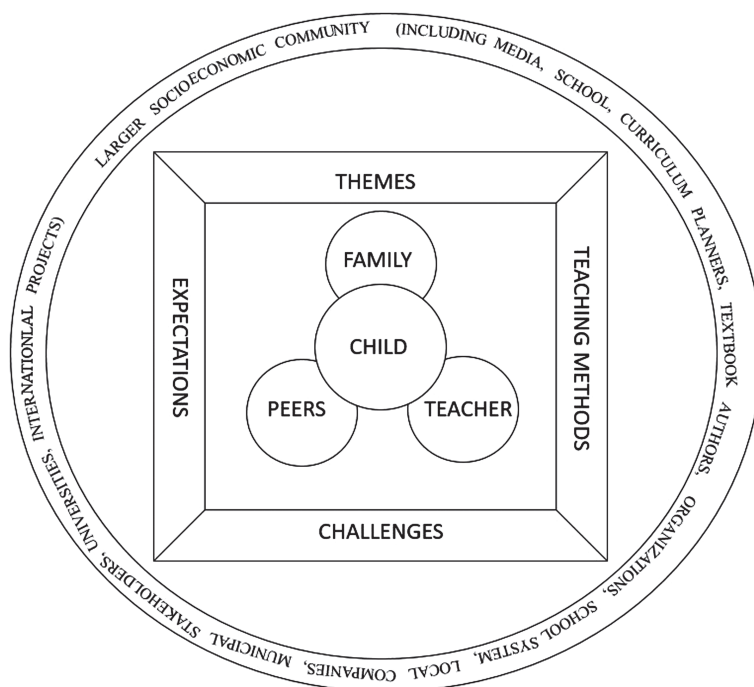 LARGER SOCIOECONOMIC COMMUNITY (INCLUDING MEDIA, SCHOOL, CURRICULUM PLANNERS, TEXTBOOK AUTHORS, ORGANIZATIONS, SCHOOL SYSTEM, LOCAL COMPANIES, MUNICIPAL STAKEHOLDERS, UNIVERSITIES, INTERNATIONLAL PROJECTS)
THEMES
EXPECTATIONS
TEACHING METHODS
FAMILY
CHILD
PEERS
TEACHER
CHALLENGES